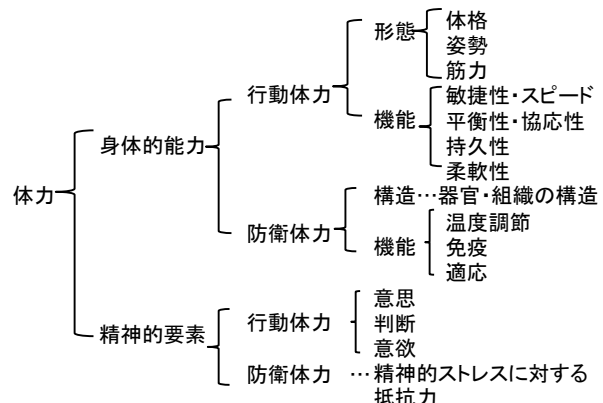 体力
身体的能力
行動体力
形態
体格
姿勢
筋力
機能
敏捷性・スピード
平衡性・協応性
持久性
柔軟性
防衛体力
構造…器官・組織の構造
機能
温度調節
免疫
適応
精神的要素
行動体力
意思
判断
意欲
防衛体力 …精神的ストレスに対する
抵抗力